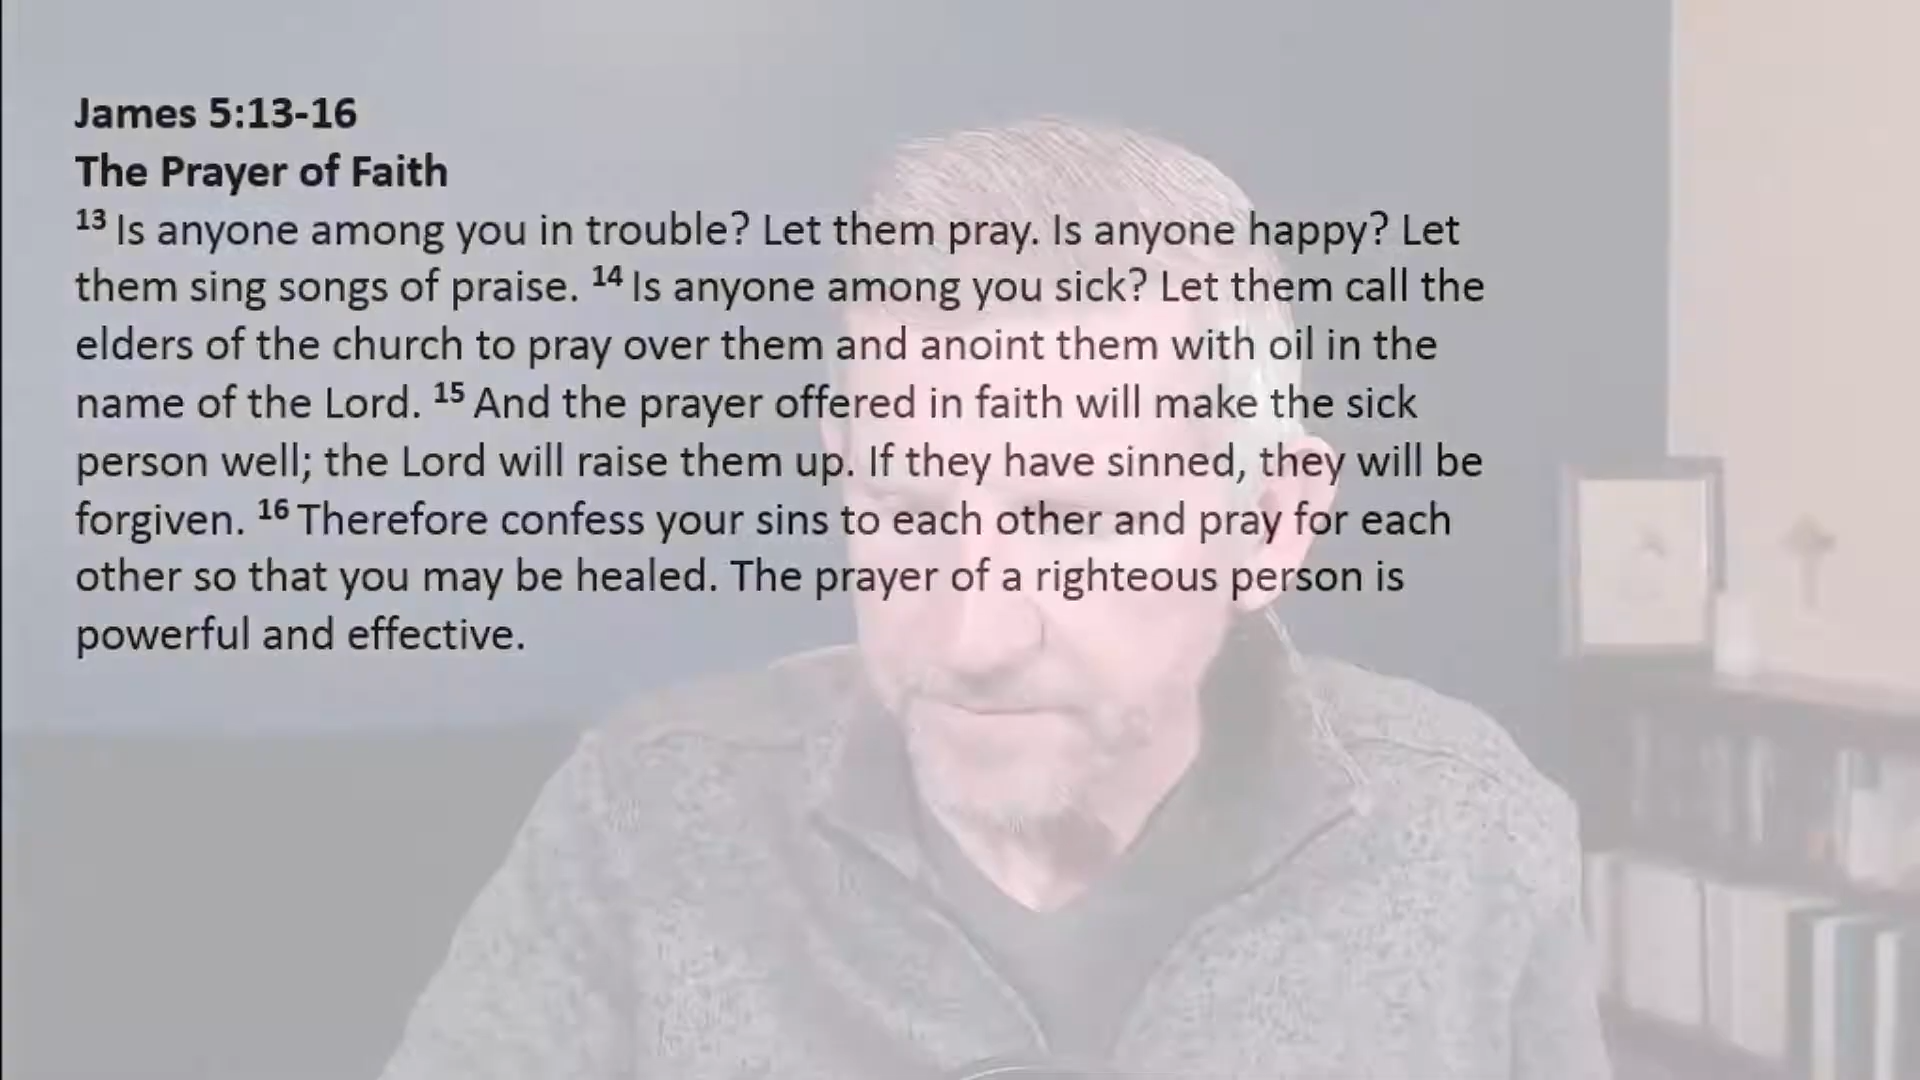 James 5:13-16
The Prayer of Faith
13 Is anyone among you in trouble? Let them pray. Is anyone happy? Let
them sing songs of praise. 14 Is anyone among you sick? Let them call the
elders of the church to pray over them and anoint them with oil in the
name of the Lord. 15 And the prayer offered in faith will make the sick
person well; the Lord will raise them up. If they have sinned, they will be
forgiven. 16 Therefore confess your sins to each other and pray for each
other so that you may be healed. The prayer of a righteous person is
powerful and effective.